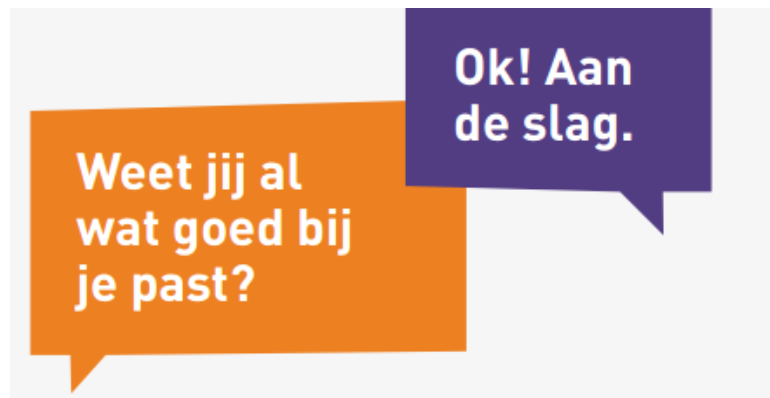 Weet jij al
wat goed bij
je past?
Ok! Aan
de slag.